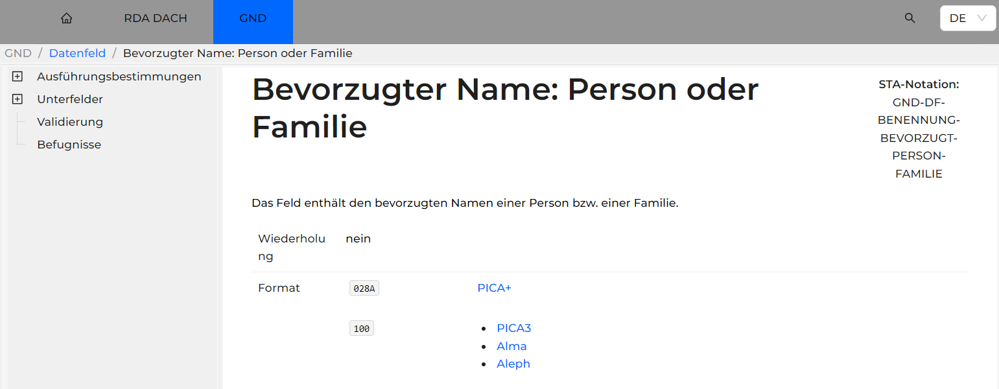 RDA DACH GND DE
GND / Datenfeld / Bevorzugter Name: Person oder Familie
Ausführungsbestimmungen
Unterfelder
Validierung
Befugnisse
Bevorzugter Name: Person oder
Familie
STA-Notation:
GND-DF-
BENENNUNG-
BEVORZUGT-
PERSON-
FAMILIE
Das Feld enthält den bevorzugten Namen einer Person bzw. einer Familie.
Wiederholu nein
ng
Format 028A PICA+
100 • PICA3
• Alma
• Aleph